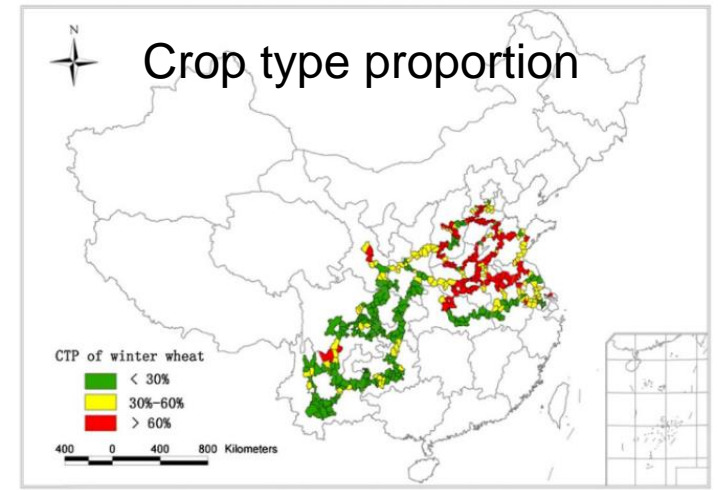 N
Crop type proportion
CTP of winter wheat
< 30%
30%-60%
> 60%
400 0 400 800 Kilometers